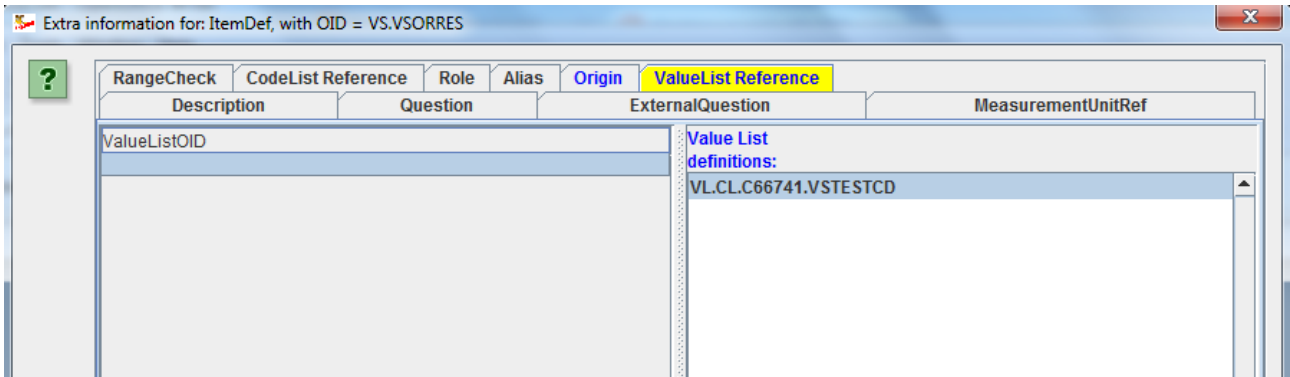 Extra information for: ItemDef, with OID = VS.VSORRES
x
?
RangeCheck CodeList Reference Role Alias Origin ValueList Reference
Description Question ExternalQuestion MeasurementUnitRef
ValueListOID
Value List
definitions:
VL.CL.C66741.VSTESTCD